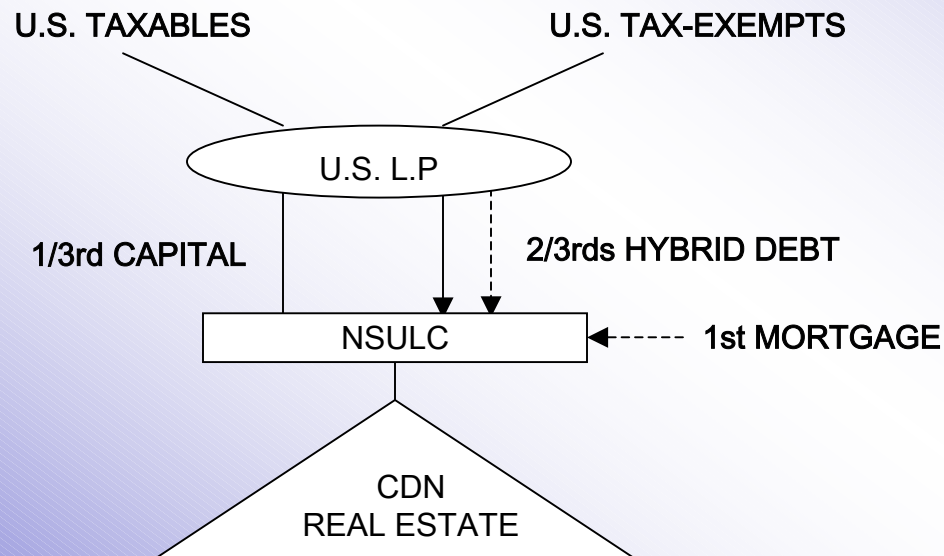 U.S. TAXABLES
U.S. TAX-EXEMPTS
U.S. L.P
1/3rd CAPITAL
2/3rds HYBRID DEBT
NSULC
1st MORTGAGE
CDN
REAL ESTATE